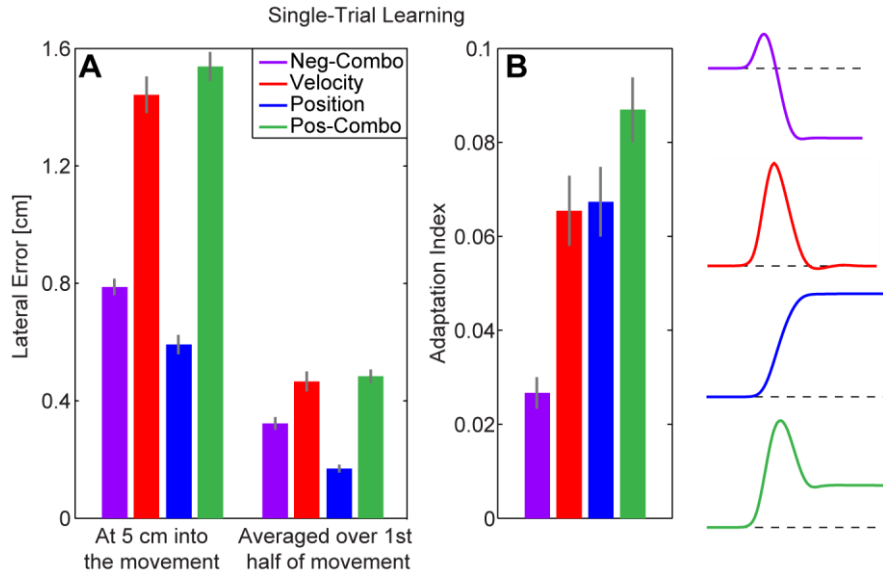 Single-Trial Learning
A
Lateral Error [cm]
1.6
1.2
0.8
0.4
0
Neg-Combo
Velocity
Position
Pos-Combo
At 5 cm into
the movement
Averaged over 1st
half of movement
B
Adaptation Index
0.1
0.08
0.06
0.04
0.02
0